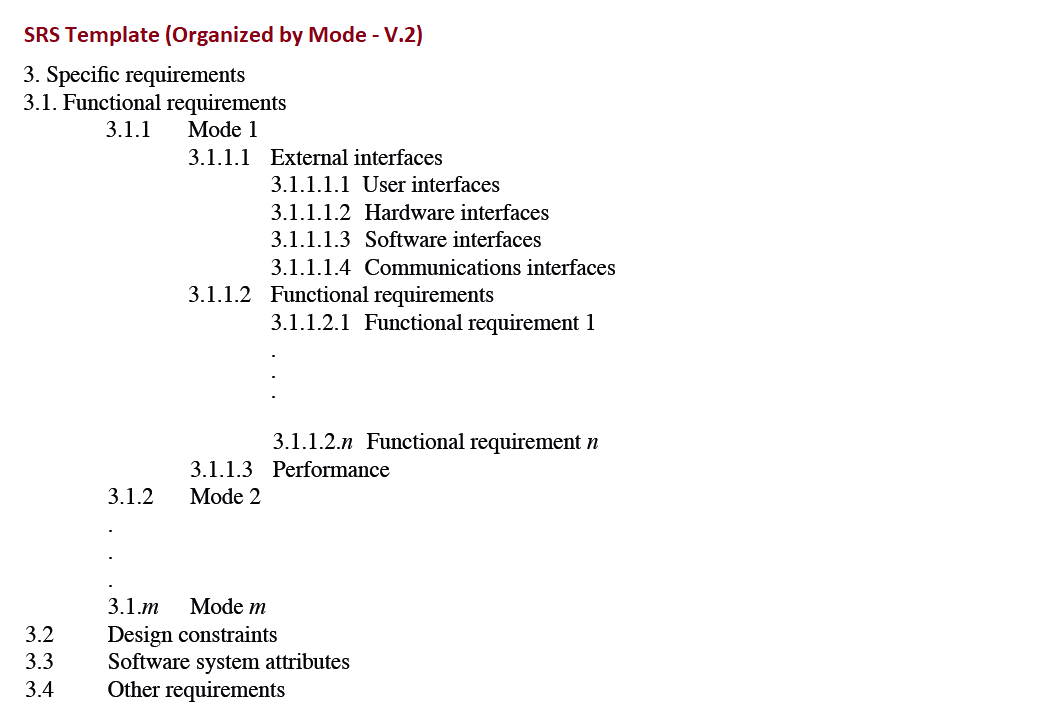 SRS Template (Organized by Mode - V.2)
3. Specific requirements
3.1. Functional requirements
3.1.1 Mode 1
3.1.1.1 External interfaces
3.1.1.1.1 User interfaces
3.1.1.1.2 Hardware interfaces
3.1.1.1.3 Software interfaces
3.1.1.1.4 Communications interfaces
3.1.1.2 Functional requirements
3.1.1.2.1 Functional requirement 1
.
.
.
3.1.1.2.n Functional requirement n
3.1.1.3 Performance
3.1.2 Mode 2
.
.
.
3.1.m Mode m
3.2 Design constraints
3.3 Software system attributes
3.4 Other requirements